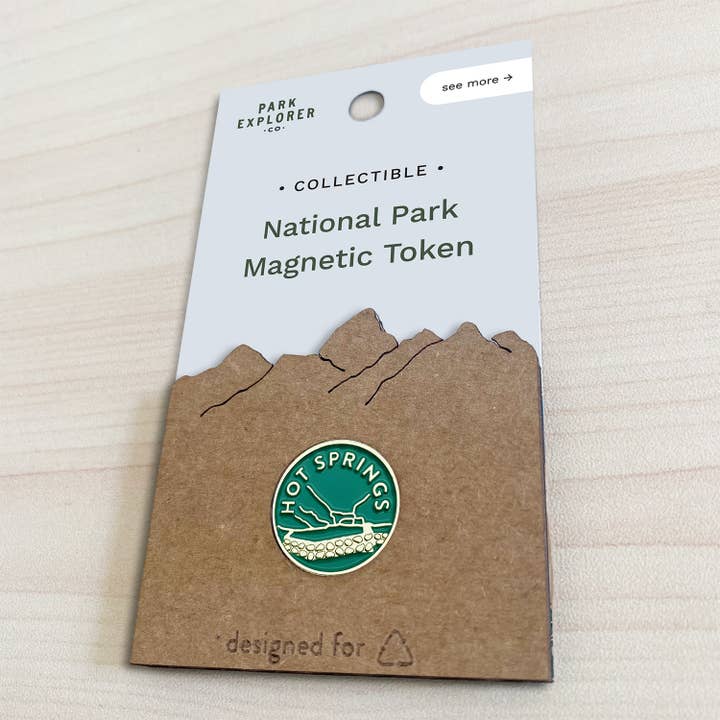 PARK
EXPLORER
·CO·
see more →
• COLLECTIBLE •
National Park
Magnetic Token
HOT SPRINGS
designed for